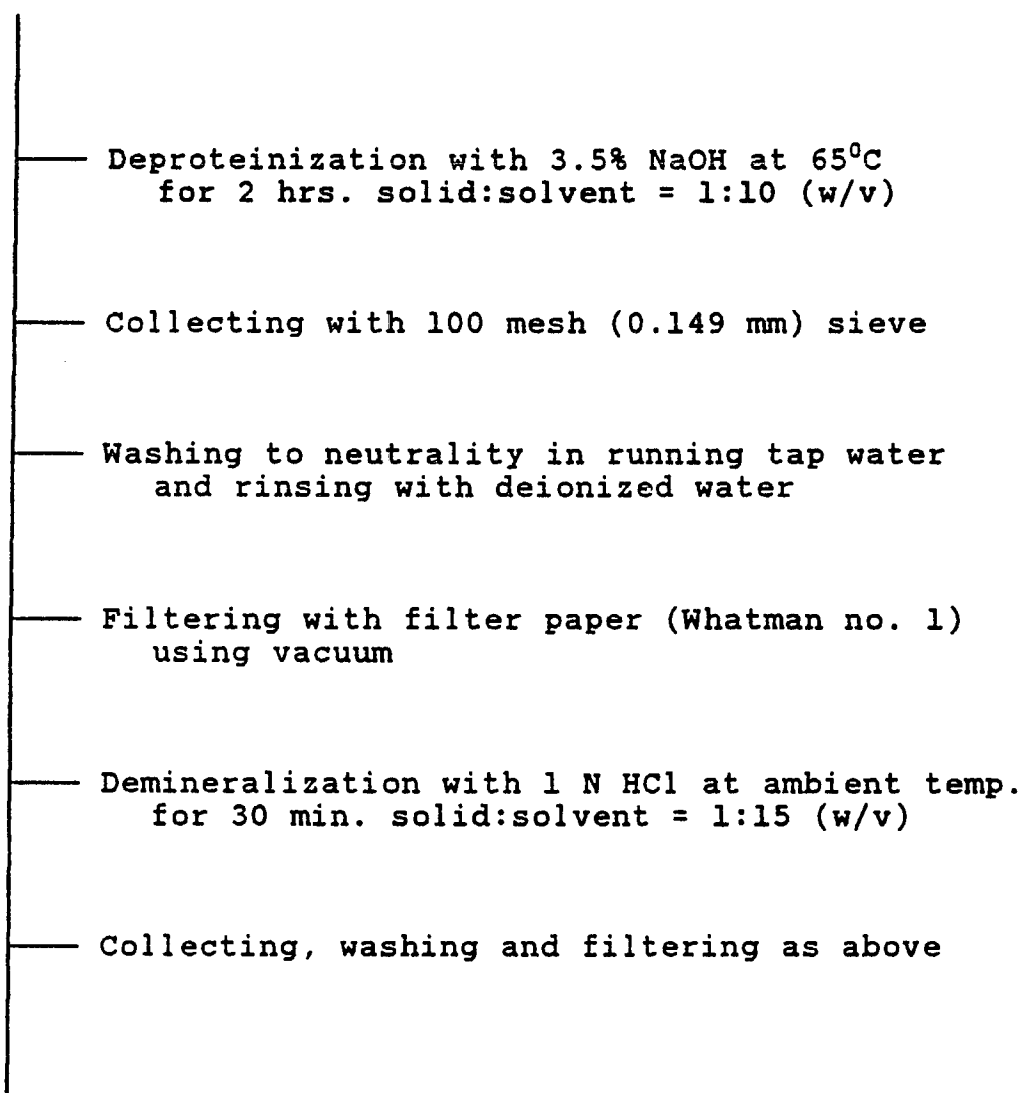 Deproteinization with 3.5% NaOH at 65⁰C
for 2 hrs. solid:solvent = 1:10 (w/v)
Collecting with 100 mesh (0.149 mm) sieve
Washing to neutrality in running tap water
and rinsing with deionized water
Filtering with filter paper (Whatman no. 1)
using vacuum
Demineralization with 1 N HCl at ambient temp.
for 30 min. solid:solvent = 1:15 (w/v)
Collecting, washing and filtering as above